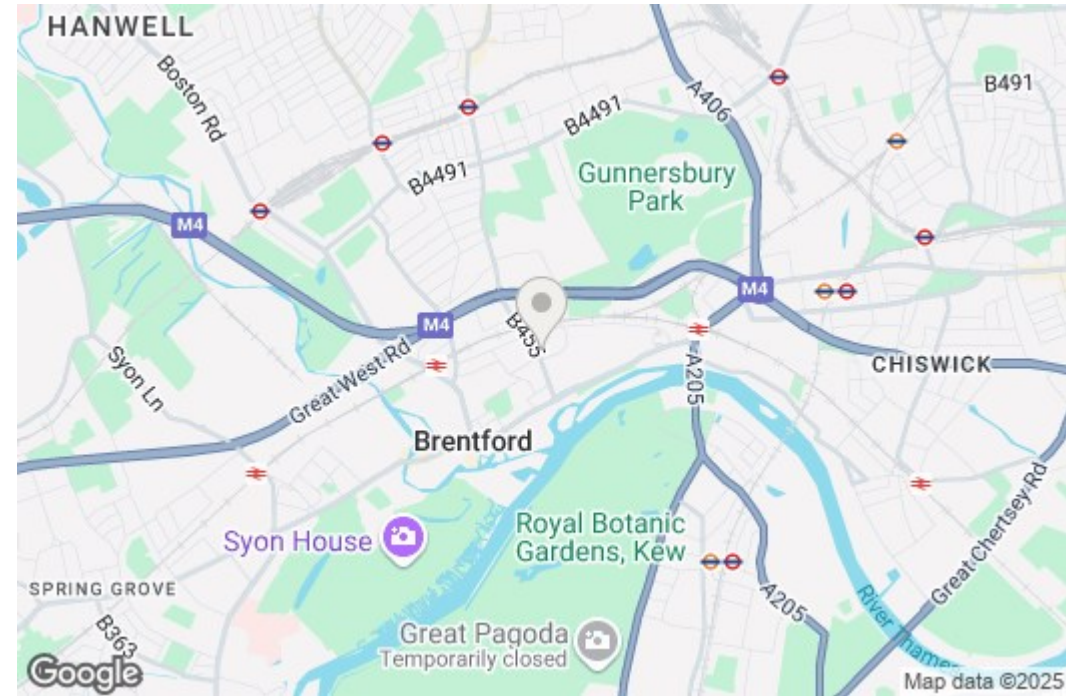 HANWELL
Boston Rd
A406
B491
B4491
B4491
Gunnersbury
Park
M4
M4
M4
B455
Syon Ln
Great West Rd
A205
CHISWICK
Brentford
Royal Botanic
Gardens, Kew
Syon House
Great Chertsey Rd
SPRING GROVE
A205
B363
Great Pagoda
Temporarily closed
River Thames
Google
Map data ©2025